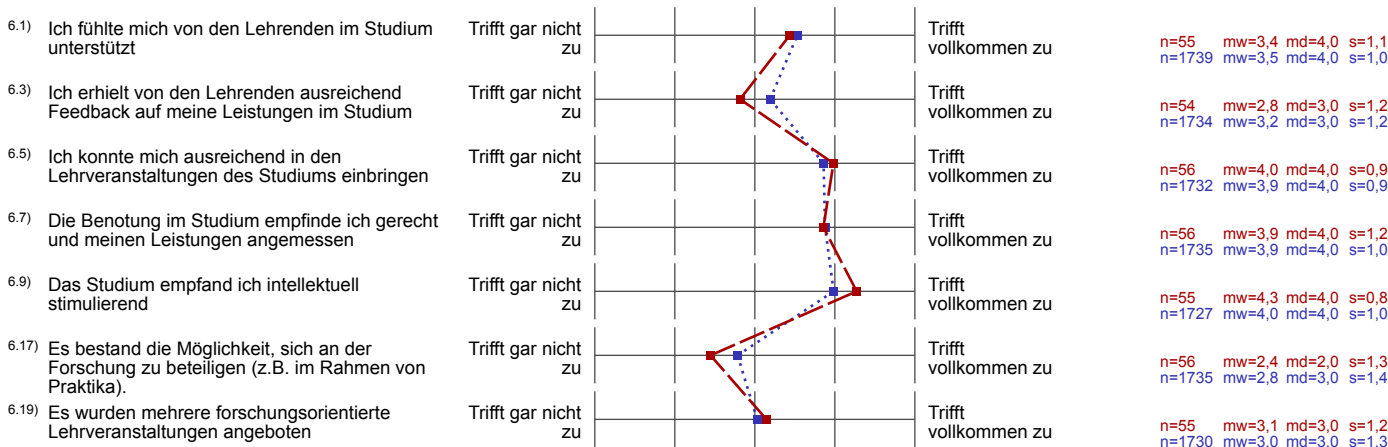 6.1) Ich fühlte mich von den Lehrenden im Studium
unterstützt
Trifft gar nicht
zu
Trifft
vollkommen zu
n=55 mw=3,4 md=4,0 s=1,1
n=1739 mw=3,5 md=4,0 s=1,0
6.3) Ich erhielt von den Lehrenden ausreichend
Feedback auf meine Leistungen im Studium
Trifft gar nicht
zu
Trifft
vollkommen zu
n=54 mw=2,8 md=3,0 s=1,2
n=1734 mw=3,2 md=3,0 s=1,2
6.5) Ich konnte mich ausreichend in den
Lehrveranstaltungen des Studiums einbringen
Trifft gar nicht
zu
Trifft
vollkommen zu
n=56 mw=4,0 md=4,0 s=0,9
n=1732 mw=3,9 md=4,0 s=0,9
6.7) Die Benotung im Studium empfinde ich gerecht
und meinen Leistungen angemessen
Trifft gar nicht
zu
Trifft
vollkommen zu
n=56 mw=3,9 md=4,0 s=1,2
n=1735 mw=3,9 md=4,0 s=1,0
6.9) Das Studium empfand ich intellektuell
stimulierend
Trifft gar nicht
zu
Trifft
vollkommen zu
n=55 mw=4,3 md=4,0 s=0,8
n=1727 mw=4,0 md=4,0 s=1,0
6.17) Es bestand die Möglichkeit, sich an der
Forschung zu beteiligen (z.B. im Rahmen von
Praktika).
Trifft gar nicht
zu
Trifft
vollkommen zu
n=56 mw=2,4 md=2,0 s=1,3
n=1735 mw=2,8 md=3,0 s=1,4
6.19) Es wurden mehrere forschungsorientierte
Lehrveranstaltungen angeboten
Trifft gar nicht
zu
Trifft
vollkommen zu
n=55 mw=3,1 md=3,0 s=1,2
n=1730 mw=3,0 md=3,0 s=1,3